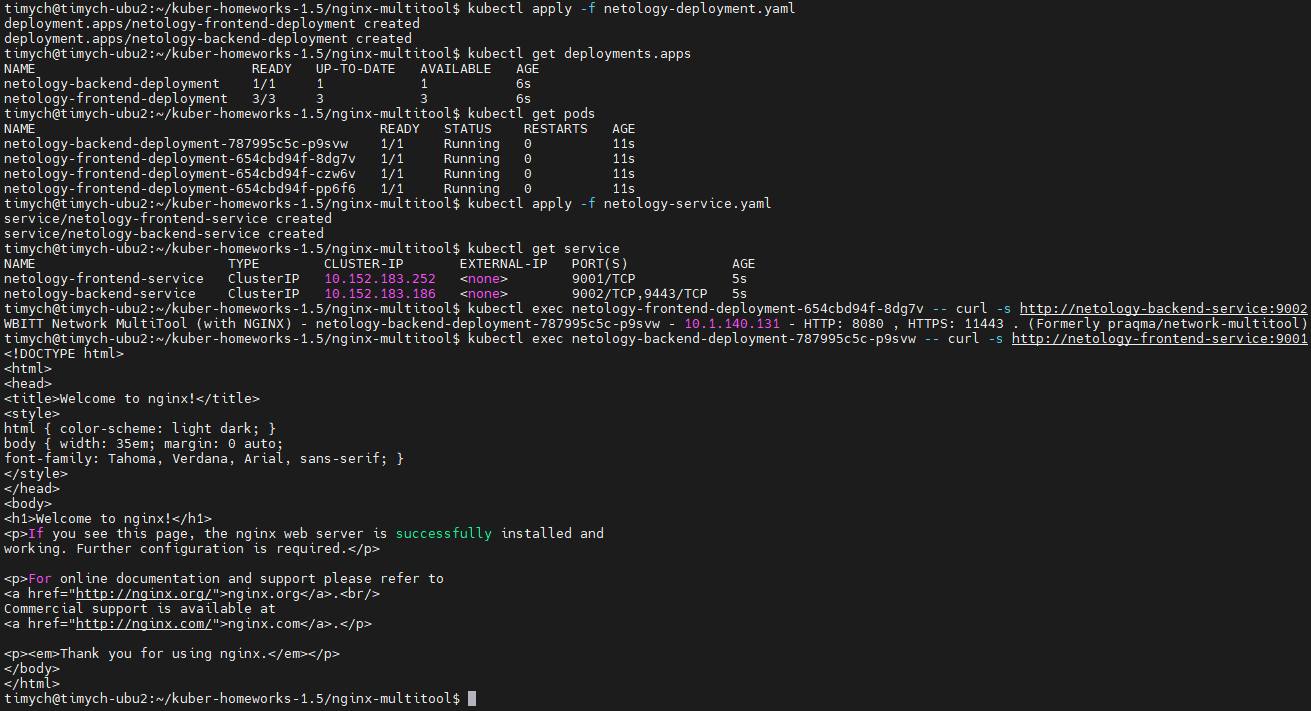 timych@timych-ubu2:~/kuber-homeworks-1.5/nginx-multitool$ kubectl apply -f netology-deployment.yaml
deployment.apps/netology-frontend-deployment created
deployment.apps/netology-backend-deployment created
timych@timych-ubu2:~/kuber-homeworks-1.5/nginx-multitool$ kubectl get deployments.apps
NAME                           READY   UP-TO-DATE   AVAILABLE   AGE
netology-backend-deployment    1/1     1            1           6s
netology-frontend-deployment   3/3     3            3           6s
timych@timych-ubu2:~/kuber-homeworks-1.5/nginx-multitool$ kubectl get pods
NAME                                           READY   STATUS    RESTARTS   AGE
netology-backend-deployment-787995c5c-p9svw    1/1     Running   0          11s
netology-frontend-deployment-654cbd94f-8dg7v   1/1     Running   0          11s
netology-frontend-deployment-654cbd94f-czw6v   1/1     Running   0          11s
netology-frontend-deployment-654cbd94f-pp6f6   1/1     Running   0          11s
timych@timych-ubu2:~/kuber-homeworks-1.5/nginx-multitool$ kubectl apply -f netology-service.yaml
service/netology-frontend-service created
service/netology-backend-service created
timych@timych-ubu2:~/kuber-homeworks-1.5/nginx-multitool$ kubectl get service
NAME                        TYPE        CLUSTER-IP       EXTERNAL-IP   PORT(S)             AGE
netology-frontend-service   ClusterIP   10.152.183.252   <none>        9001/TCP            5s
netology-backend-service    ClusterIP   10.152.183.186   <none>        9002/TCP,9443/TCP   5s
timych@timych-ubu2:~/kuber-homeworks-1.5/nginx-multitool$ kubectl exec netology-frontend-deployment-654cbd94f-8dg7v -- curl -s http://netology-backend-service:9002
WBITT Network MultiTool (with NGINX) - netology-backend-deployment-787995c5c-p9svw - 10.1.140.131 - HTTP: 8080 , HTTPS: 11443 . (Formerly praqma/network-multitool)
timych@timych-ubu2:~/kuber-homeworks-1.5/nginx-multitool$ kubectl exec netology-backend-deployment-787995c5c-p9svw -- curl -s http://netology-frontend-service:9001
<!DOCTYPE html>
<html>
<head>
<title>Welcome to nginx!</title>
<style>
html { color-scheme: light dark; }
body { width: 35em; margin: 0 auto;
font-family: Tahoma, Verdana, Arial, sans-serif; }
</style>
</head>
<body>
<h1>Welcome to nginx!</h1>
<p>If you see this page, the nginx web server is successfully installed and
working. Further configuration is required.</p>

<p>For online documentation and support please refer to
<a href="http://nginx.org/">nginx.org</a>.<br/>
Commercial support is available at
<a href="http://nginx.com/">nginx.com</a>.</p>

<p><em>Thank you for using nginx.</em></p>
</body>
</html>
timych@timych-ubu2:~/kuber-homeworks-1.5/nginx-multitool$